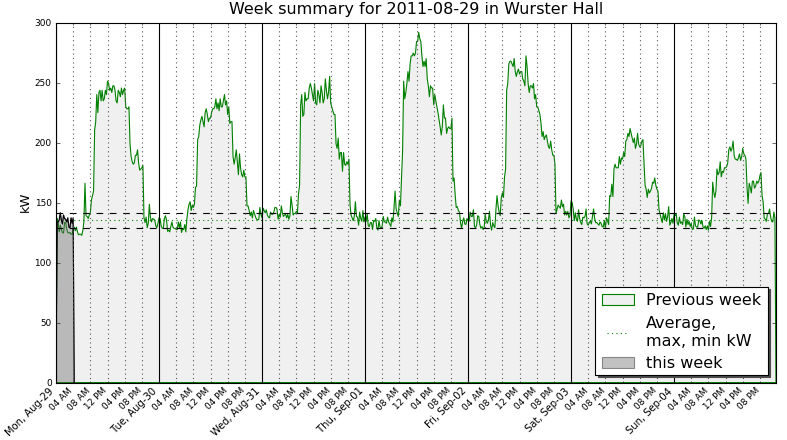 Week summary for 2011-08-29 in Wurster Hall
300
250
200
150
100
50
0
kW
Previous week
Average,
max, min kW
this week
Mon, Aug-29
04 AM
08 AM
12 PM
04 PM
08 PM
Tue, Aug-30
04 AM
08 AM
12 PM
04 PM
08 PM
Wed, Aug-31
04 AM
08 AM
12 PM
04 PM
08 PM
Thu, Sep-01
04 AM
08 AM
12 PM
04 PM
08 PM
Fri, Sep-02
04 AM
08 AM
12 PM
04 PM
08 PM
Sat, Sep-03
04 AM
08 AM
12 PM
04 PM
08 PM
Sun, Sep-04
04 AM
08 AM
12 PM
04 PM
08 PM